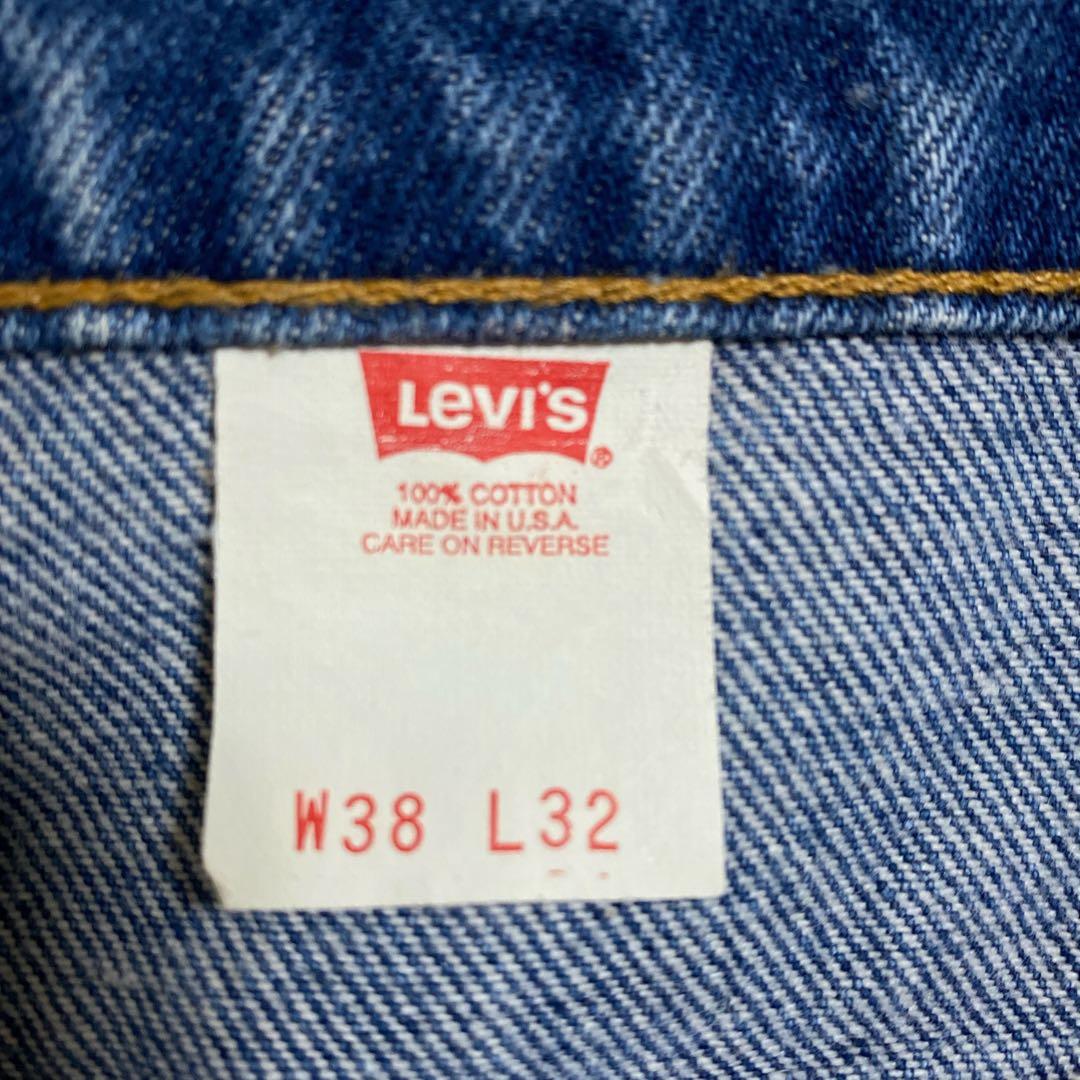 Levi's ®
100% COTTON
MADE IN U.S.A.
CARE ON REVERSE
W38 L32